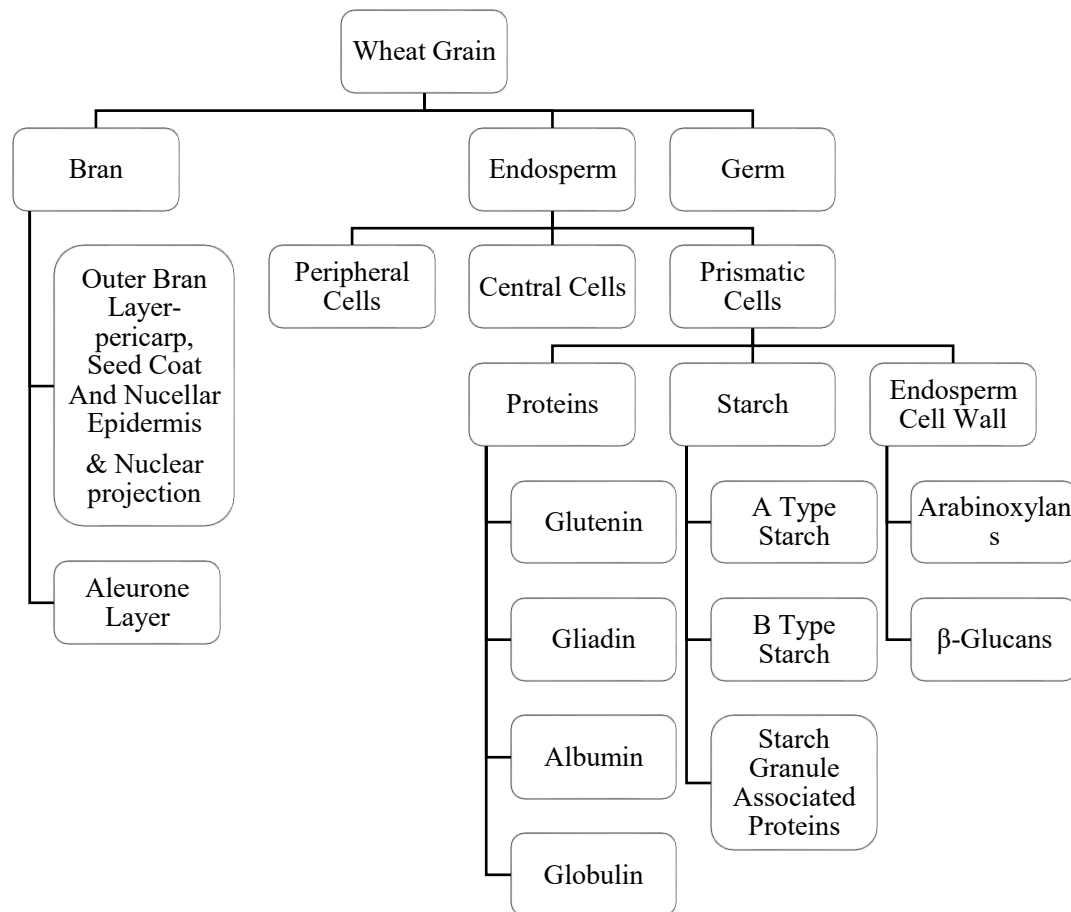 Wheat Grain
Bran
Endosperm
Germ
Outer Bran
Layer-
pericarp,
Seed Coat
And Nucellar
Epidermis
& Nuclear
projection
Aleurone
Layer
Peripheral
Cells
Central Cells
Prismatic
Cells
Proteins
Starch
Endosperm
Cell Wall
Glutenin
Gliadin
Albumin
Globulin
A Type
Starch
B Type
Starch
Starch
Granule
Associated
Proteins
Arabinoxylan
s
β-Glucans